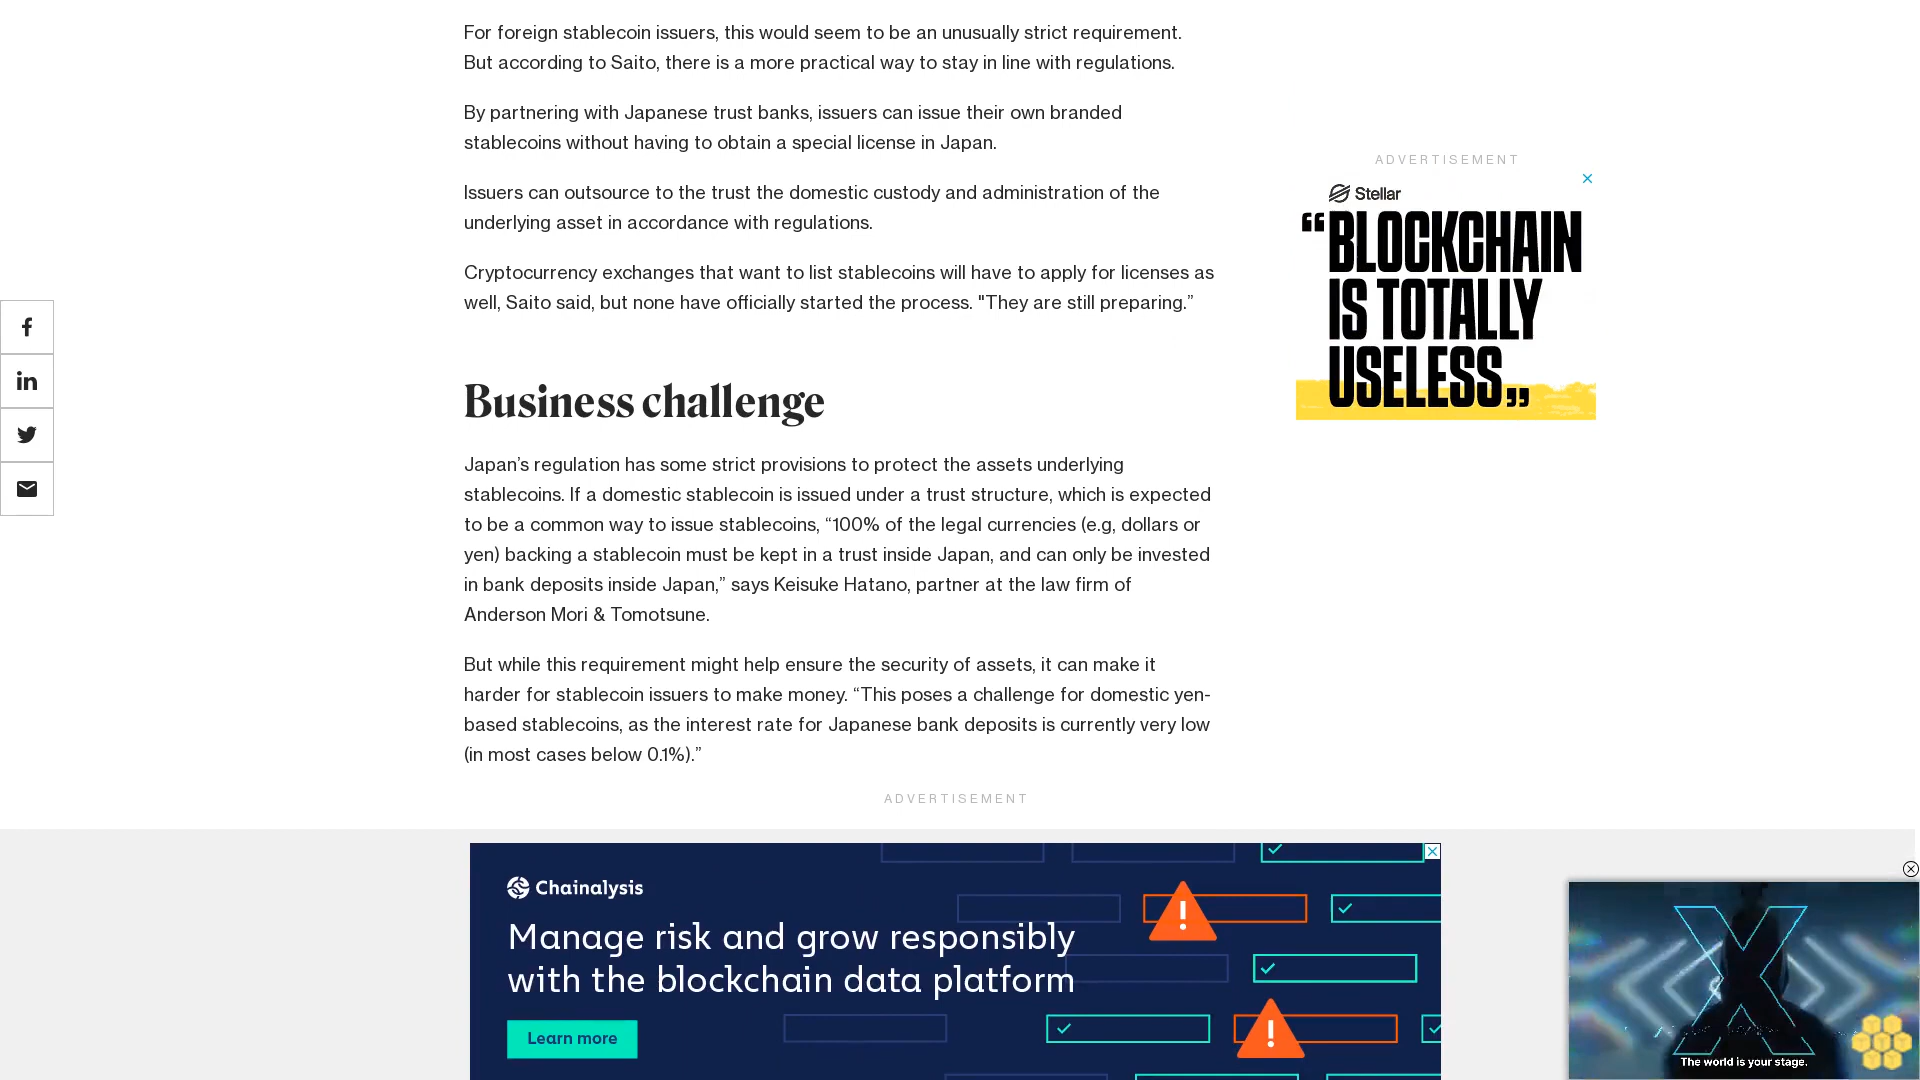 For foreign stablecoin issuers, this would seem to be an unusually strict requirement.
But according to Saito, there is a more practical way to stay in line with regulations.
By partnering with Japanese trust banks, issuers can issue their own branded
stablecoins without having to obtain a special license in Japan.
Issuers can outsource to the trust the domestic custody and administration of the
underlying asset in accordance with regulations.
Cryptocurrency exchanges that want to list stablecoins will have to apply for licenses as
well, Saito said, but none have officially started the process. "They are still preparing.”
Business challenge
Japan’s regulation has some strict provisions to protect the assets underlying
stablecoins. If a domestic stablecoin is issued under a trust structure, which is expected
to be a common way to issue stablecoins, “100% of the legal currencies (e.g, dollars or
yen) backing a stablecoin must be kept in a trust inside Japan, and can only be invested
in bank deposits inside Japan,” says Keisuke Hatano, partner at the law firm of
Anderson Mori & Tomotsune.
But while this requirement might help ensure the security of assets, it can make it
harder for stablecoin issuers to make money. “This poses a challenge for domestic yen-
based stablecoins, as the interest rate for Japanese bank deposits is currently very low
(in most cases below 0.1%).”
ADVERTISEMENT
Stellar
“BLOCKCHAIN
IS TOTALLY
USELESS„
ADVERTISEMENT
Chainalysis
Manage risk and grow responsibly
with the blockchain data platform
Learn more
X
The world is your stage.